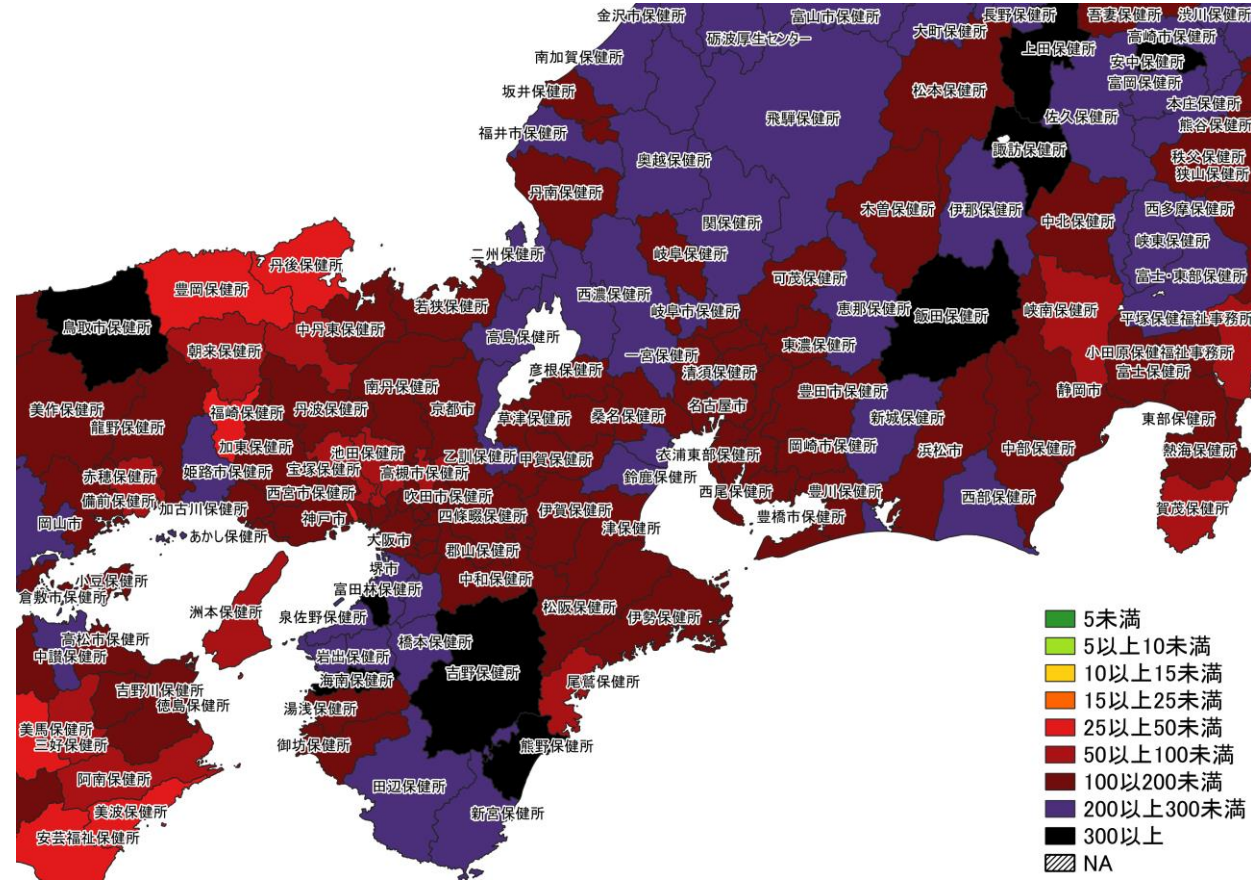 金沢市保健所
富山市保健所
長野保健所
吾妻保健所
渋川保健所
大町保健所
高崎市保健所
砺波厚生センター
上田保健所
南加賀保健所
安中保健所
富岡保健所
坂井保健所
松本保健所
本庄保健所
飛騨保健所
佐久保健所
熊谷保健所
福井市保健所
諏訪保健所
奥越保健所
秩父保健所
狭山保健所
丹南保健所
木曽保健所
伊那保健所
中北保健所
西多摩保健所
関保健所
峡東保健所
二州保健所
岐阜保健所
丹後保健所
可茂保健所
富士・東部保健所
豊岡保健所
西濃保健所
若狭保健所
岐阜市保健所
恵那保健所
飯田保健所
峡南保健所
平塚保健福祉事務所
鳥取市保健所
中丹東保健所
高島保健所
東濃保健所
朝来保健所
一宮保健所
小田原保健福祉事務所
彦根保健所
清須保健所
富士保健所
南丹保健所
豊田市保健所
静岡市
美作保健所
福崎保健所
丹波保健所
京都市
草津保健所
桑名保健所
名古屋市
新城保健所
東部保健所
龍野保健所
加東保健所
池田保健所
乙訓保健所
甲賀保健所
衣浦東部保健所
岡崎市保健所
浜松市
中部保健所
熱海保健所
赤穂保健所
姫路市保健所
宝塚保健所
高槻市保健所
鈴鹿保健所
備前保健所
西宮市保健所
吹田市保健所
西尾保健所
豊川保健所
西部保健所
賀茂保健所
岡山市
加古川保健所
神戸市
四條畷保健所
伊賀保健所
豊橋市保健所
あかし保健所
大阪市
郡山保健所
津保健所
小豆保健所
堺市
中和保健所
倉敷市保健所
富田林保健所
洲本保健所
泉佐野保健所
松阪保健所
伊勢保健所
高松市保健所
橋本保健所
中讃保健所
岩出保健所
吉野保健所
海南保健所
尾鷲保健所
吉野川保健所
徳島保健所
湯浅保健所
美馬保健所
三好保健所
御坊保健所
熊野保健所
阿南保健所
田辺保健所
美波保健所
新宮保健所
安芸福祉保健所
5未満
5以上10未満
10以上15未満
15以上25未満
25以上50未満
50以上100未満
100以200未満
200以上300未満
300以上
NA